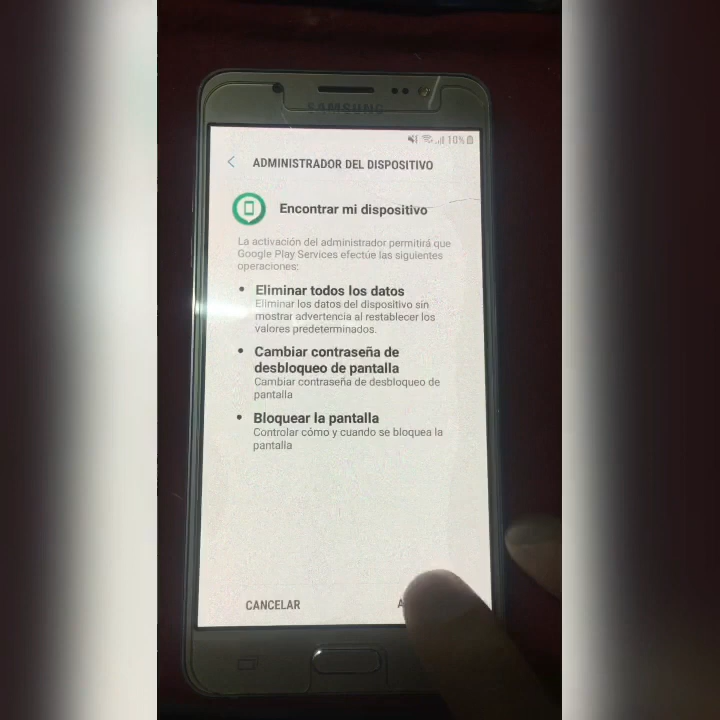 SAMSUNG
10%
ADMINISTRADOR DEL DISPOSITIVO
Encontrar mi dispositivo
La activación del administrador permitirá que
Google Play Services efectúe las siguientes
operaciones:
• Eliminar todos los datos
Eliminar los datos del dispositivo sin
mostrar advertencia al restablecer los
valores predeterminados.
• Cambiar contraseña de
desbloqueo de pantalla
Cambiar contraseña de desbloqueo de
pantalla
• Bloquear la pantalla
Controlar cómo y cuando se bloquea la
pantalla
CANCELAR